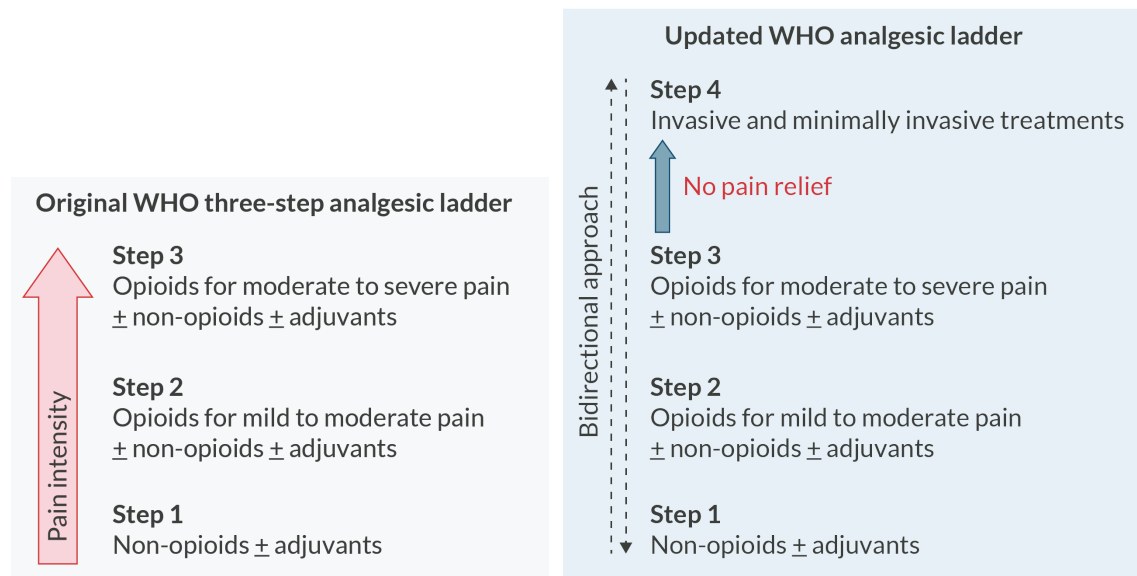 Original WHO three-step analgesic ladder
Pain intensity
Step 3
Opioids for moderate to severe pain
± non-opioids ± adjuvants
Step 2
Opioids for mild to moderate pain
± non-opioids ± adjuvants
Step 1
Non-opioids ± adjuvants
Updated WHO analgesic ladder
Bidirectional approach
Step 4
Invasive and minimally invasive treatments
No pain relief
Step 3
Opioids for moderate to severe pain
± non-opioids ± adjuvants
Step 2
Opioids for mild to moderate pain
± non-opioids ± adjuvants
Step 1
Non-opioids ± adjuvants